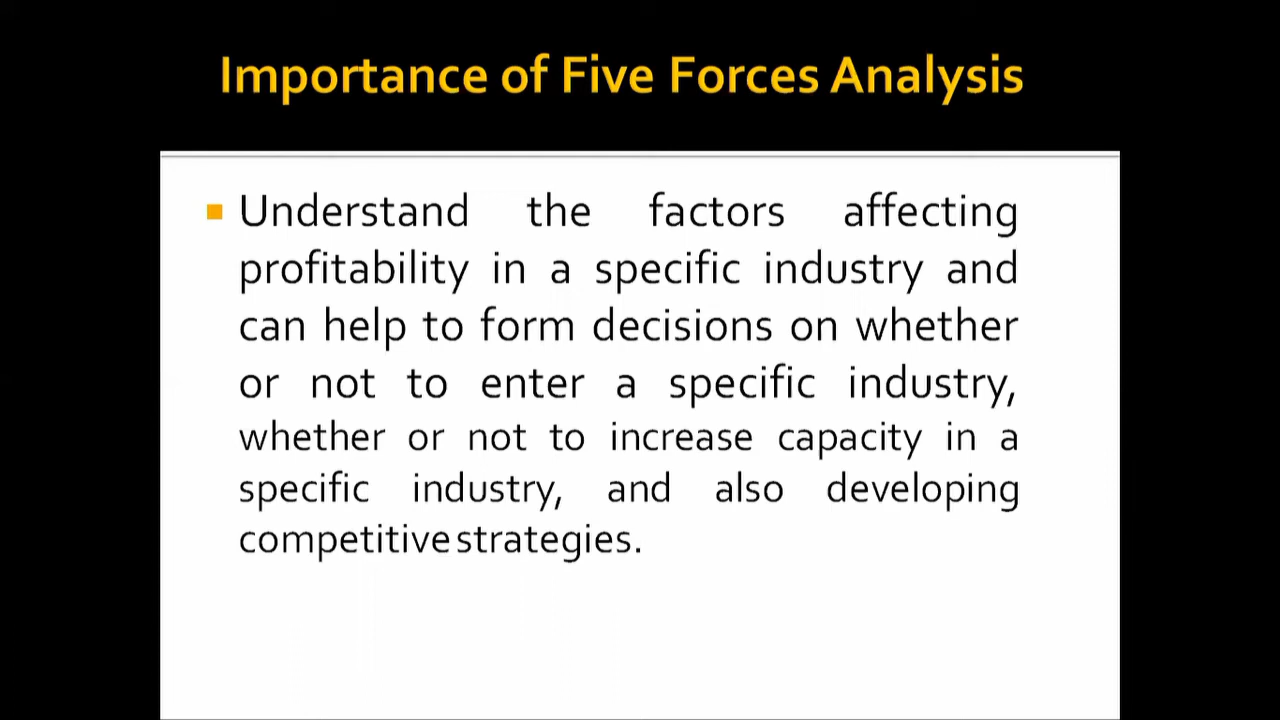 Importance of Five Forces Analysis
Understand the factors affecting
profitability in a specific industry and
can help to form decisions on whether
or not to enter a specific industry,
whether or not to increase capacity in a
specific industry, and also developing
competitive strategies.